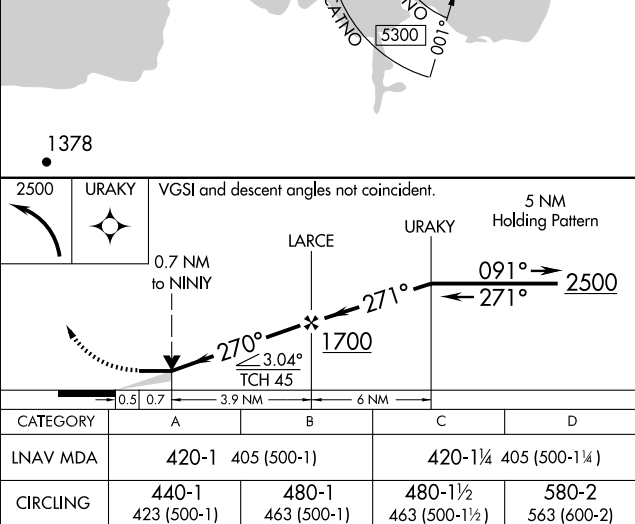 CATNO
NO
5300
001°
1378
2500
URAKY
VGSI and descent angles not coincident.
5 NM
Holding Pattern
LARCE
URAKY
0.7 NM
to NINIY
091°
2500
271°
271°
1700
270°
3.04°
TCH 45
0.5
0.7
3.9 NM
6 NM
CATEGORY A B C D
LNAV MDA 420-1 405 (500-1) 420-1¼ 405 (500-1¼)
CIRCLING 440-1 480-1 480-1½ 580-2
423 (500-1) 463 (500-1) 463 (500-1½) 563 (600-2)